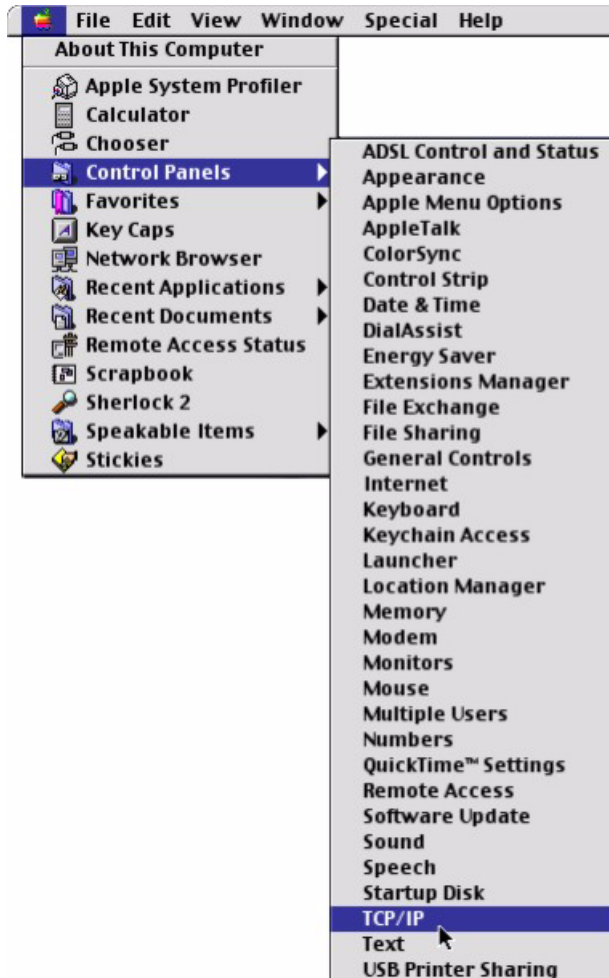 File Edit View Window Special Help
About This Computer
Apple System Profiler
Calculator
Chooser
Control Panels
Favorites
Key Caps
Network Browser
Recent Applications
Recent Documents
Remote Access Status
Scrapbook
Sherlock 2
Speakable Items
Stickies
ADSL Control and Status
Appearance
Apple Menu Options
AppleTalk
ColorSync
Control Strip
Date & Time
DialAssist
Energy Saver
Extensions Manager
File Exchange
File Sharing
General Controls
Internet
Keyboard
Keychain Access
Launcher
Location Manager
Memory
Modem
Monitors
Mouse
Multiple Users
Numbers
QuickTime™ Settings
Remote Access
Software Update
Sound
Speech
Startup Disk
TCP/IP
Text
USB Printer Sharing